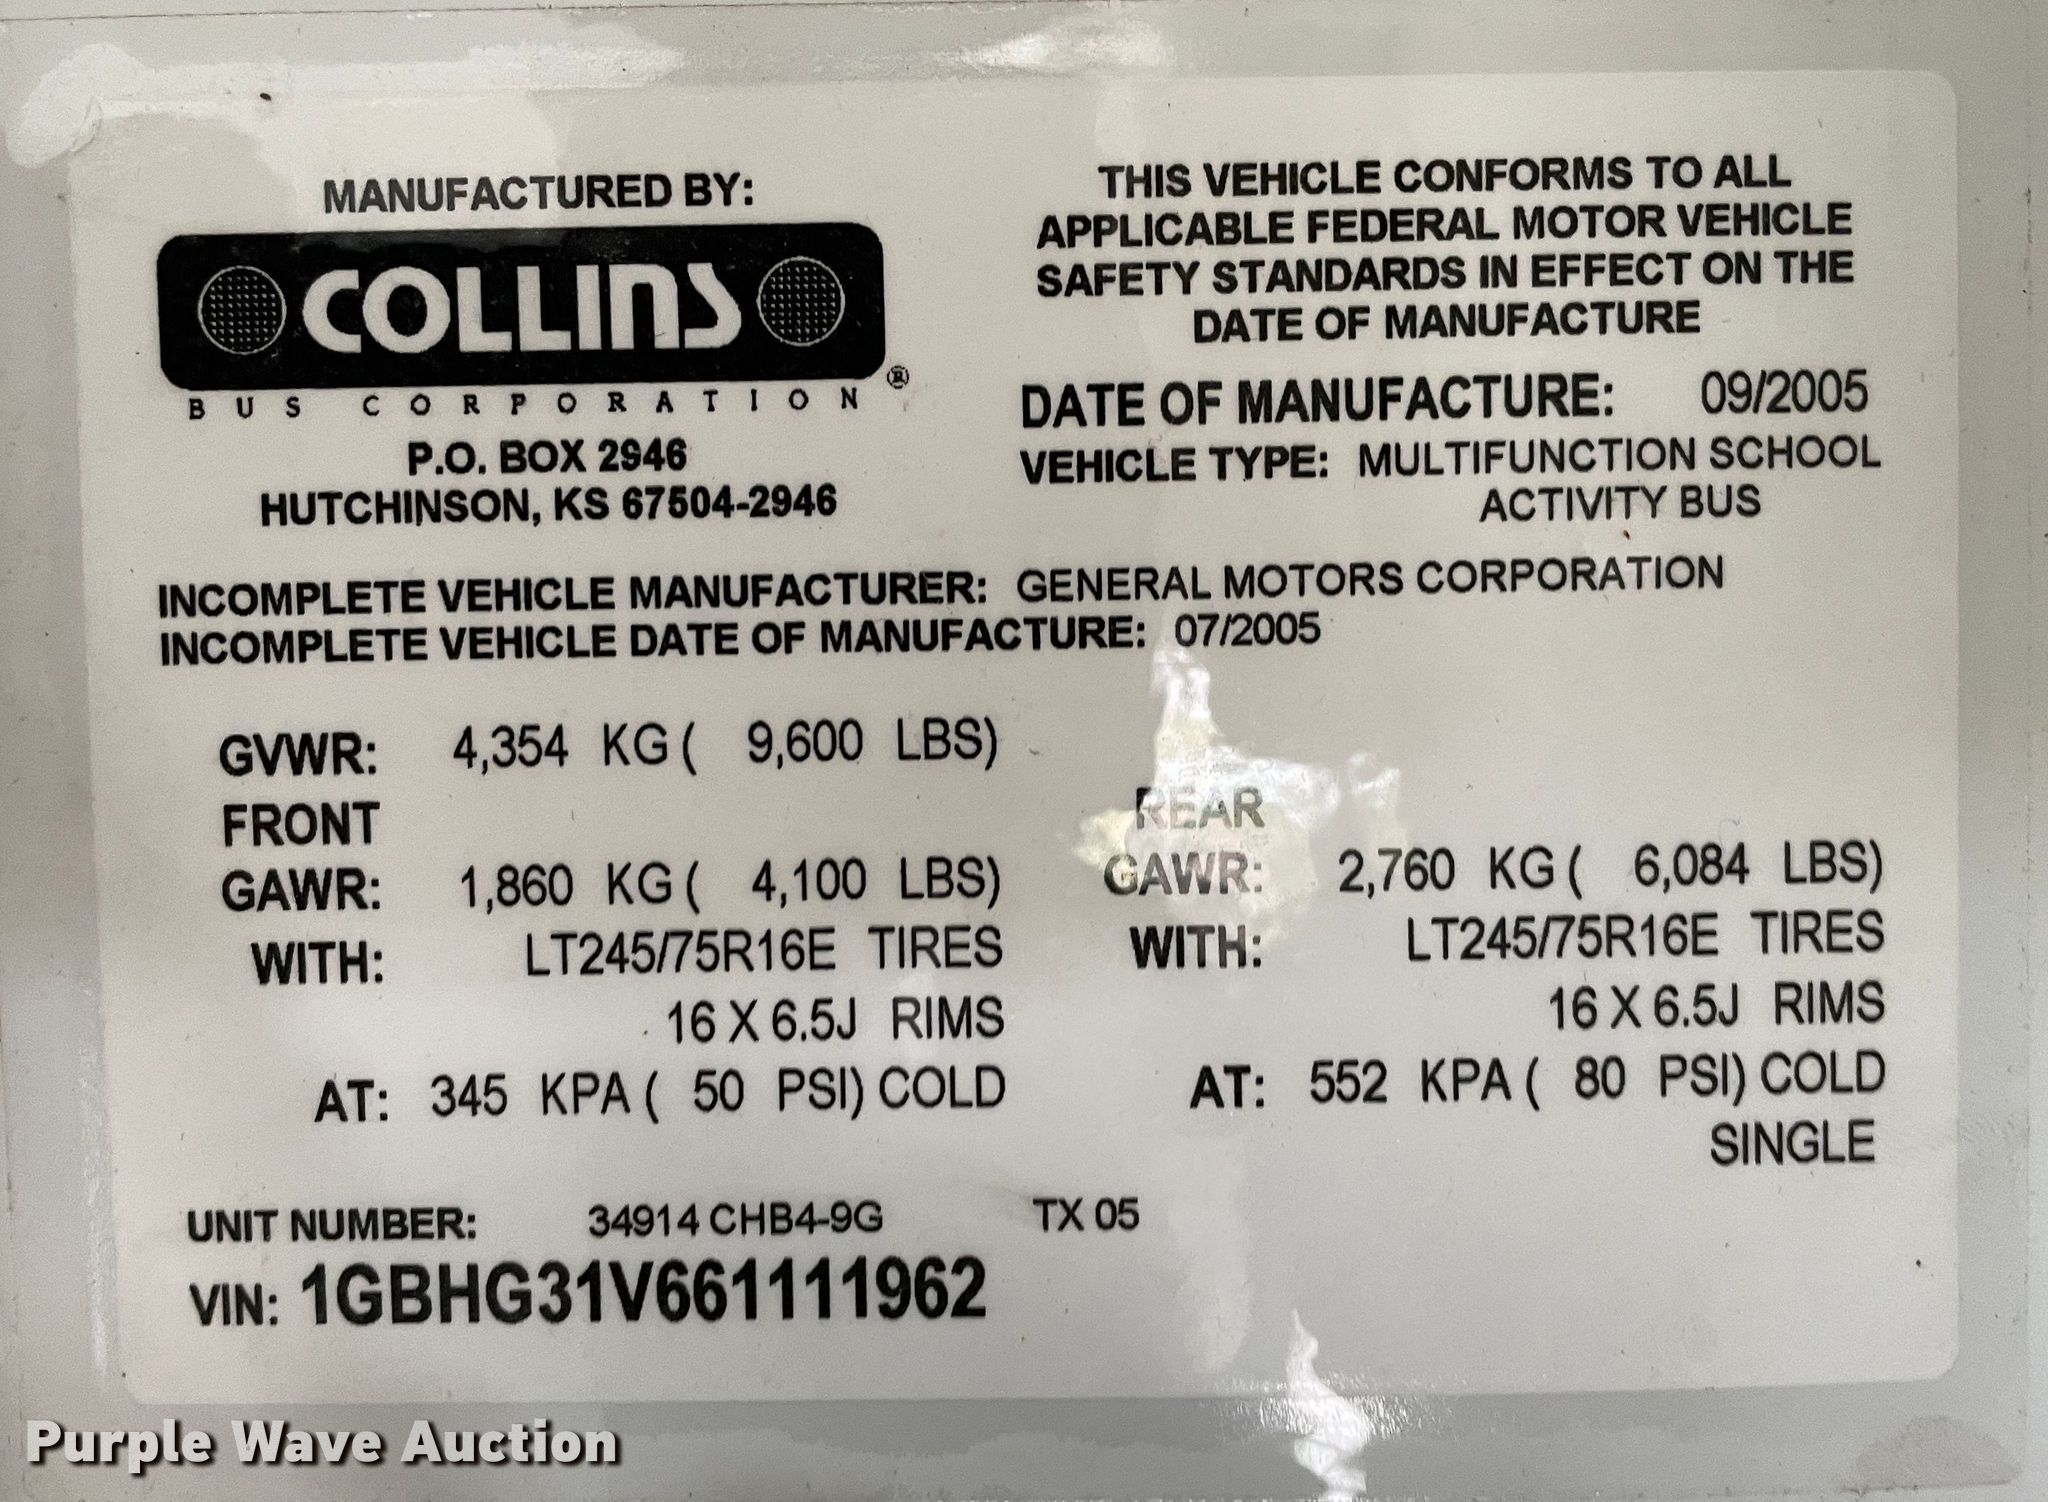 MANUFACTURED BY:
COLLINS
BUS CORPORATION®
P.O. BOX 2946
HUTCHINSON, KS 67504-2946
THIS VEHICLE CONFORMS TO ALL
APPLICABLE FEDERAL MOTOR VEHICLE
SAFETY STANDARDS IN EFFECT ON THE
DATE OF MANUFACTURE
DATE OF MANUFACTURE: 09/2005
VEHICLE TYPE: MULTIFUNCTION SCHOOL
ACTIVITY BUS
INCOMPLETE VEHICLE MANUFACTURER: GENERAL MOTORS CORPORATION
INCOMPLETE VEHICLE DATE OF MANUFACTURE: 07/2005
GVWR: 4,354 KG ( 9,600 LBS)
FRONT
GAWR: 1,860 KG ( 4,100 LBS)
WITH: LT245/75R16E TIRES
16 X 6.5J RIMS
AT: 345 KPA ( 50 PSI) COLD
REAR
GAWR: 2,760 KG ( 6,084 LBS)
WITH: LT245/75R16E TIRES
16 X 6.5J RIMS
AT: 552 KPA ( 80 PSI) COLD
SINGLE
UNIT NUMBER: 34914 CHB4-9G TX 05
VIN: 1GBHG31V661111962
Purple Wave Auction